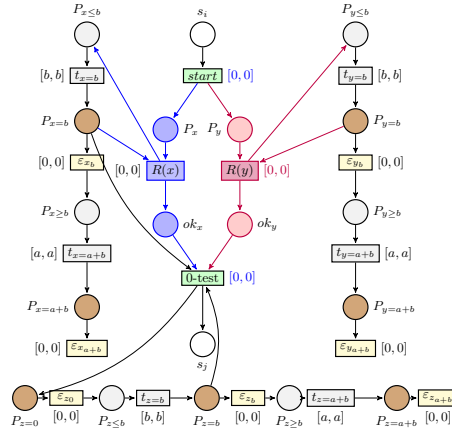 P_{x≤b} s_i P_{y≤b}
[b, b] t_{x=b} start [0, 0] t_{y=b} [b, b]
P_{x=b} P_x P_y P_{y=b}
[0, 0] ε_{x_b} [0, 0] R(x) R(y) [0, 0] ε_{y_b} [0, 0]
P_{x≥b} ok_x ok_y P_{y≥b}
[a, a] t_{x=a+b} 0-test [0, 0] t_{y=a+b} [a, a]
P_{x=a+b} P_{y=a+b}
[0, 0] ε_{x_{a+b}} s_j ε_{y_{a+b}} [0, 0]
ε_{z0} t_{z=b} ε_{z_b} t_{z=a+b} ε_{z_{a+b}}
P_{z=0} [0, 0] P_{z≤b} [b, b] P_{z=b} [0, 0] P_{z≥b} [a, a] P_{z=a+b} [0, 0]